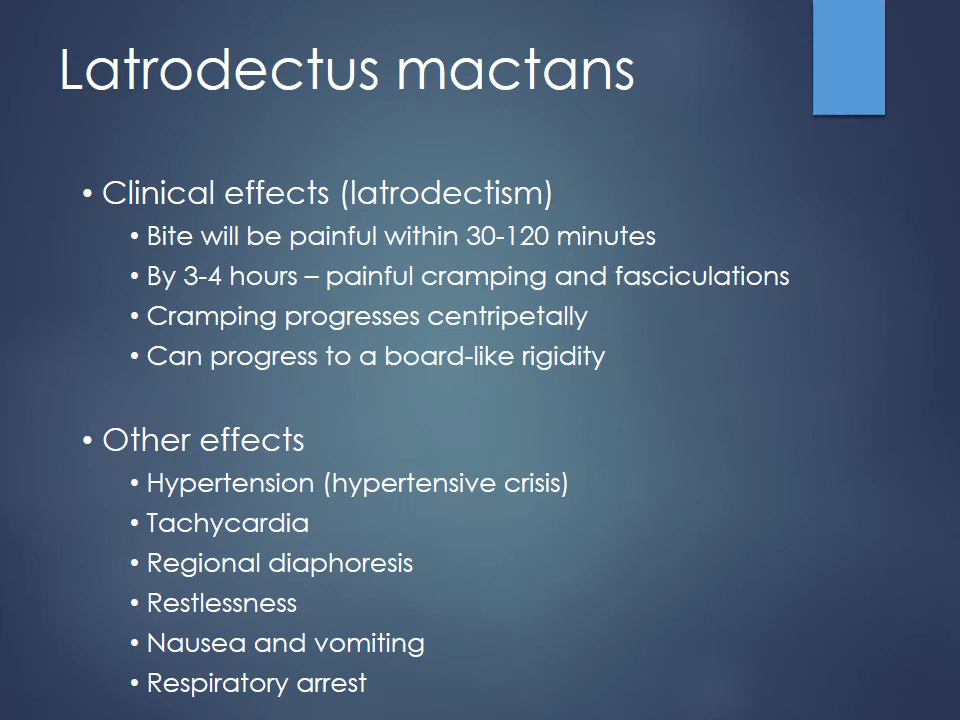 Latrodectus mactans
• Clinical effects (latrodectism)
• Bite will be painful within 30-120 minutes
• By 3-4 hours – painful cramping and fasciculations
• Cramping progresses centripetally
• Can progress to a board-like rigidity
• Other effects
• Hypertension (hypertensive crisis)
• Tachycardia
• Regional diaphoresis
• Restlessness
• Nausea and vomiting
• Respiratory arrest